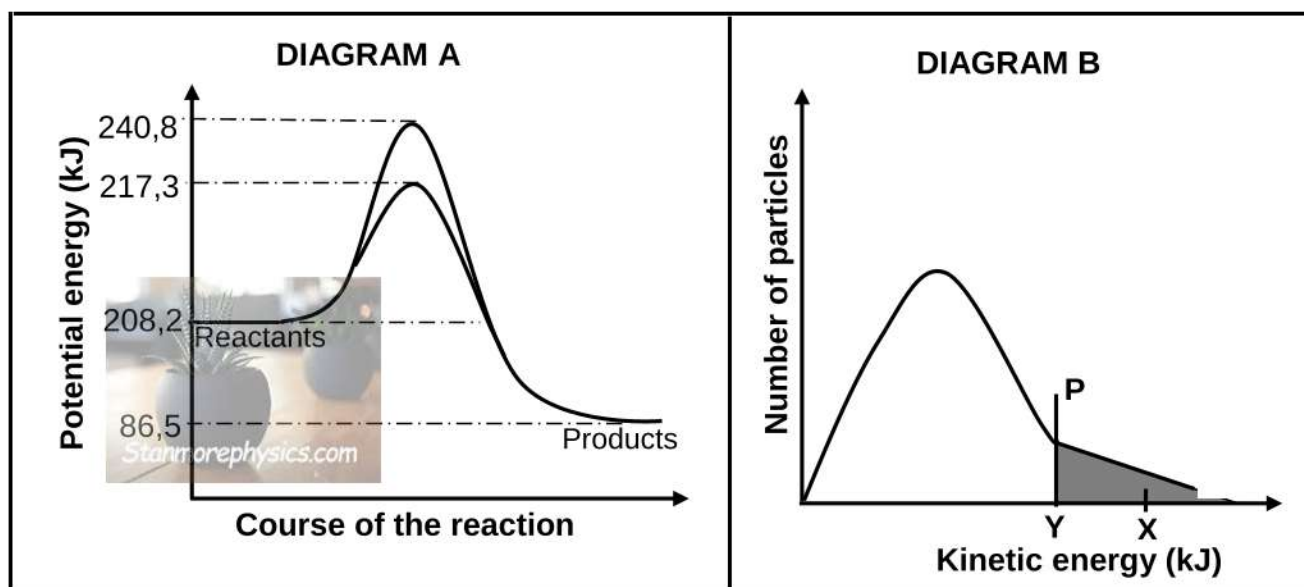 DIAGRAM A
Potential energy (kJ)
240,8
217,3
208,2
Reactants
86,5
Products
Stanmorephysics.com
Course of the reaction
DIAGRAM B
Number of particles
P
Y
X
Kinetic energy (kJ)